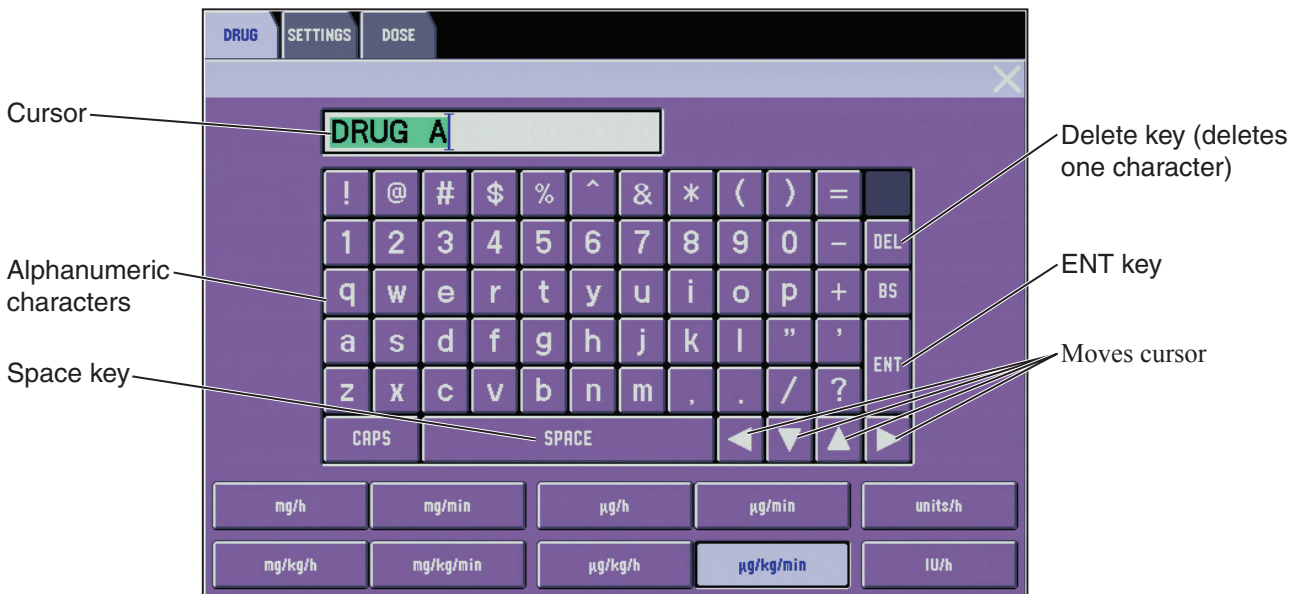 DRUG SETTINGS DOSE
Cursor
DRUG A
Delete key (deletes
one character)
! @ # $ % ^ & * ( ) =
1 2 3 4 5 6 7 8 9 0 − DEL
Alphanumeric
characters
q w e r t y u i o p + BS
ENT key
a s d f g h j k l ” ’
ENT
Moves cursor
Space key
z x c v b n m , . / ?
CAPS SPACE ◀ ▼ ▲ ▶
mg/h mg/min µg/h µg/min units/h
mg/kg/h mg/kg/min µg/kg/h µg/kg/min IU/h